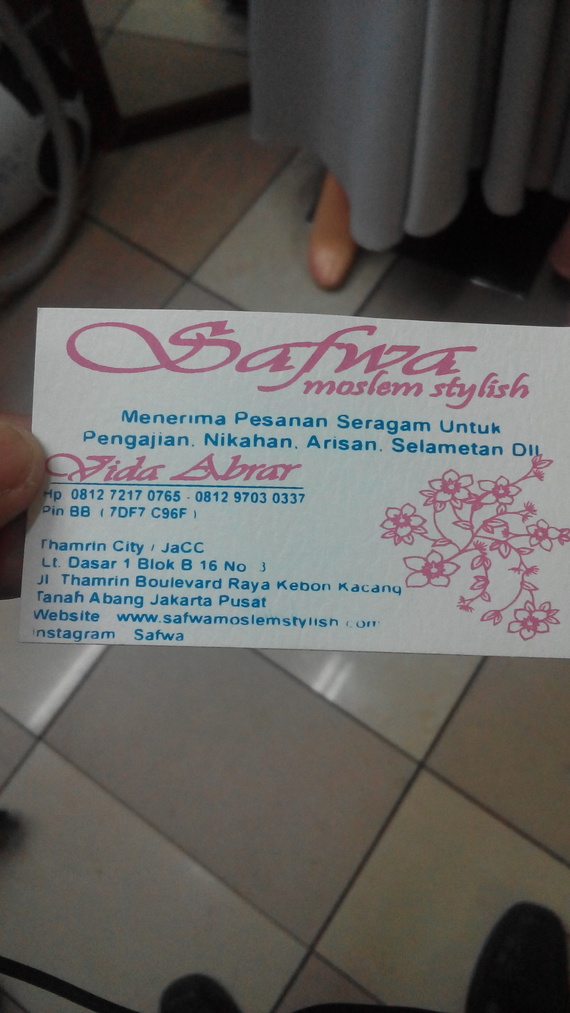 Safwa
moslem stylish
Menerima Pesanan Seragam Untuk
Pengajian, Nikahan, Arisan, Selametan Dll
Vida Abrar
Hp 0812 7217 0765 - 0812 9703 0337
Pin BB ( 7DF7 C96F )
Thamrin City / JaCC
Lt. Dasar 1 Blok B 16 No 3
Jl. Thamrin Boulevard Raya Kebon Kacang
Tanah Abang Jakarta Pusat
Website www.safwamoslemstylish.com
Instagram Safwa